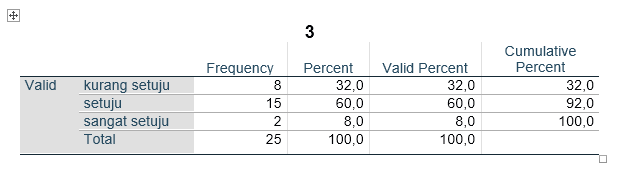 3
Frequency Percent Valid Percent Cumulative Percent
Valid kurang setuju 8 32,0 32,0 32,0
setuju 15 60,0 60,0 92,0
sangat setuju 2 8,0 8,0 100,0
Total 25 100,0 100,0